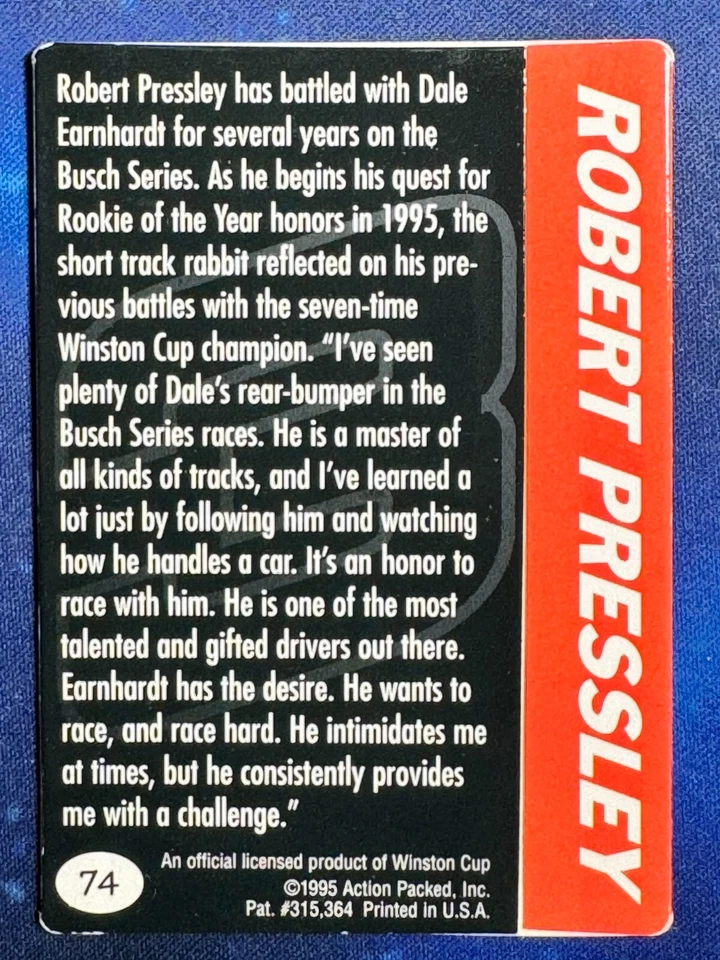 Robert Pressley has battled with Dale
Earnhardt for several years on the
Busch Series. As he begins his quest for
Rookie of the Year honors in 1995, the
short track rabbit reflected on his pre-
vious battles with the seven-time
Winston Cup champion. “I’ve seen
plenty of Dale’s rear-bumper in the
Busch Series races. He is a master of
all kinds of tracks, and I’ve learned a
lot just by following him and watching
how he handles a car. It’s an honor to
race with him. He is one of the most
talented and gifted drivers out there.
Earnhardt has the desire. He wants to
race, and race hard. He intimidates me
at times, but he consistently provides
me with a challenge.”
74
An official licensed product of Winston Cup
©1995 Action Packed, Inc.
Pat. #315,364 Printed in U.S.A.
ROBERT PRESSLEY
3